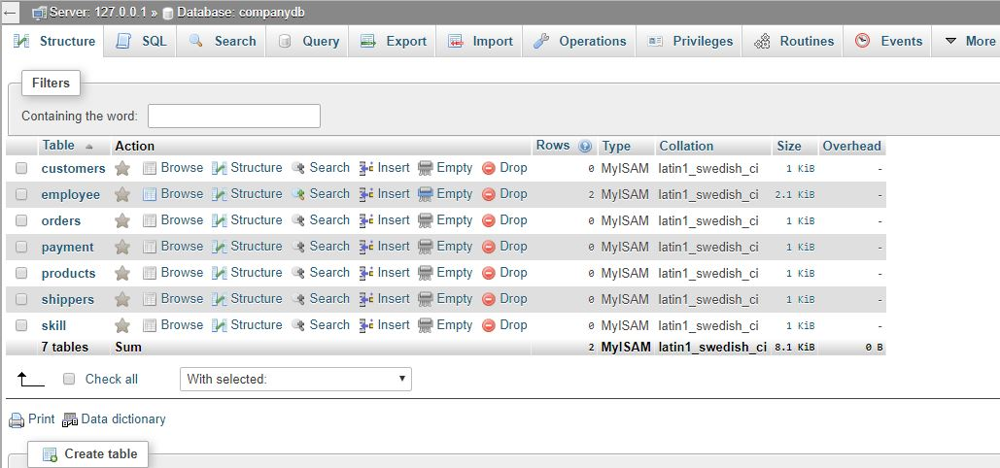 Server: 127.0.0.1 » Database: companydb
Structure SQL Search Query Export Import Operations Privileges Routines Events More
Filters
Containing the word:
Table Action Rows Type Collation Size Overhead
customers Browse Structure Search Insert Empty Drop 0 MyISAM latin1_swedish_ci 1 KiB -
employee Browse Structure Search Insert Empty Drop 2 MyISAM latin1_swedish_ci 2.1 KiB -
orders Browse Structure Search Insert Empty Drop 0 MyISAM latin1_swedish_ci 1 KiB -
payment Browse Structure Search Insert Empty Drop 0 MyISAM latin1_swedish_ci 1 KiB -
products Browse Structure Search Insert Empty Drop 0 MyISAM latin1_swedish_ci 1 KiB -
shippers Browse Structure Search Insert Empty Drop 0 MyISAM latin1_swedish_ci 1 KiB -
skill Browse Structure Search Insert Empty Drop 0 MyISAM latin1_swedish_ci 1 KiB -
7 tables Sum 2 MyISAM latin1_swedish_ci 8.1 KiB 0 B
Check all With selected:
Print Data dictionary
Create table